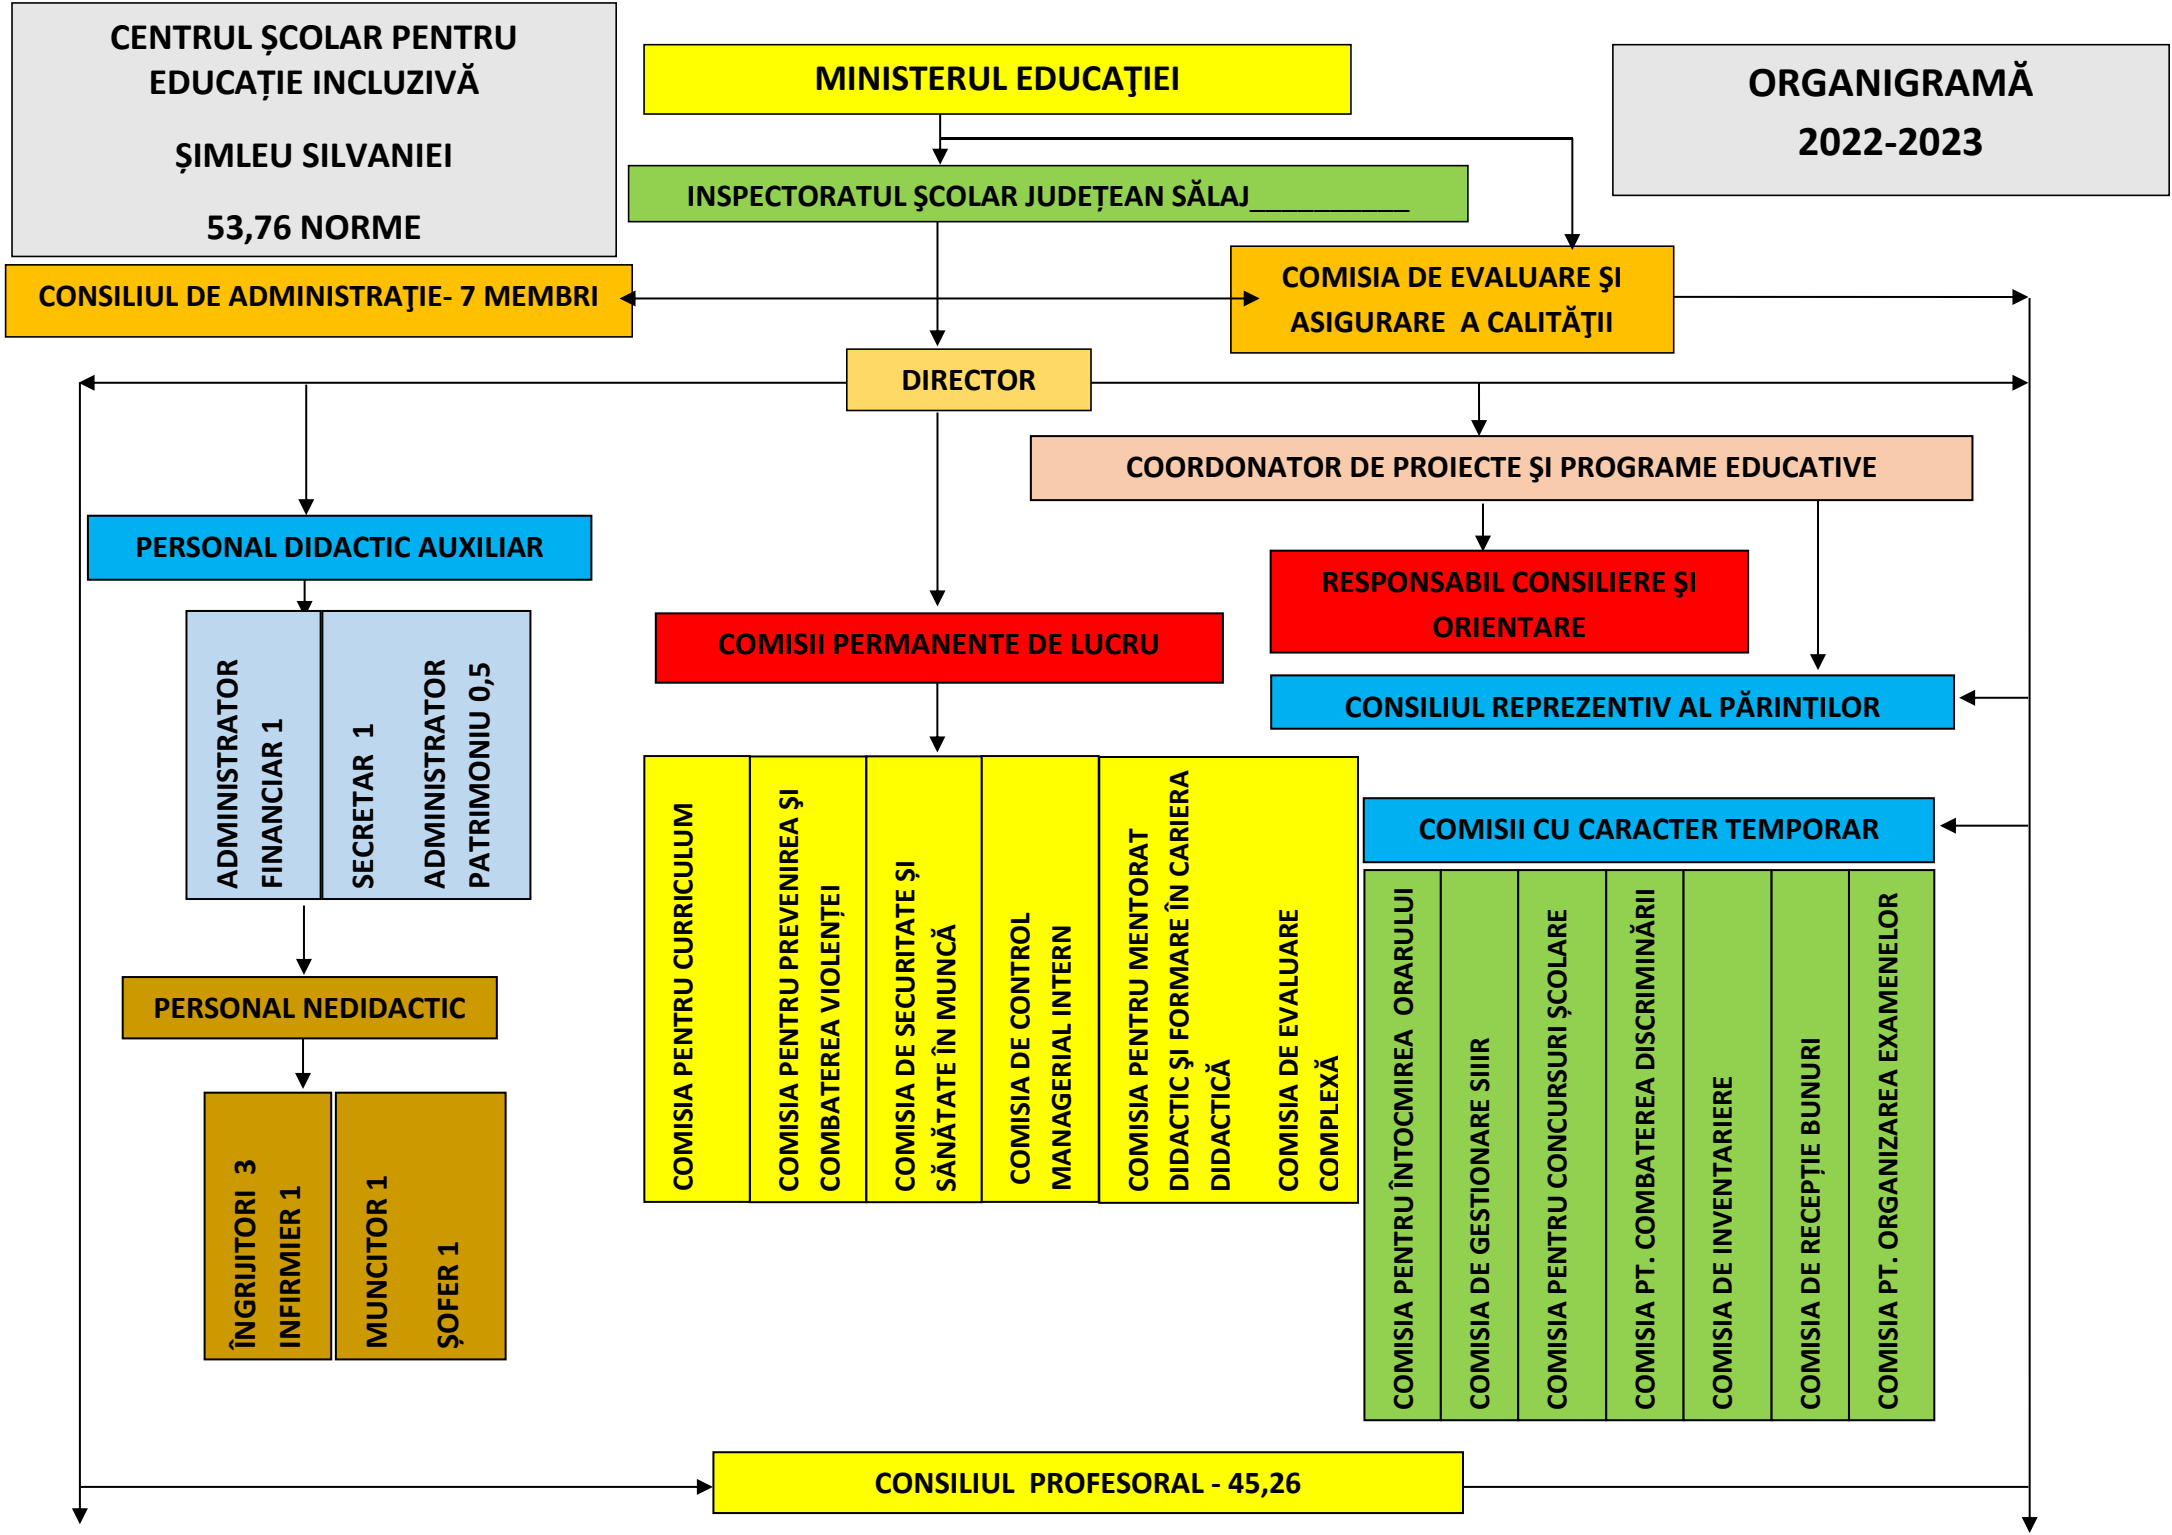 CENTRUL ȘCOLAR PENTRU
EDUCAȚIE INCLUZIVĂ
ȘIMLEU SILVANIEI
53,76 NORME
MINISTERUL EDUCAŢIEI
ORGANIGRAMĂ
2022-2023
INSPECTORATUL ŞCOLAR JUDEȚEAN SĂLAJ__________
CONSILIUL DE ADMINISTRAŢIE- 7 MEMBRI
COMISIA DE EVALUARE ŞI
ASIGURARE  A CALITĂŢII
DIRECTOR
COORDONATOR DE PROIECTE ŞI PROGRAME EDUCATIVE
PERSONAL DIDACTIC AUXILIAR
RESPONSABIL CONSILIERE ŞI
ORIENTARE
COMISII PERMANENTE DE LUCRU
CONSILIUL REPREZENTIV AL PĂRINŢILOR
ADMINISTRATOR
FINANCIAR 1
SECRETAR  1
ADMINISTRATOR
PATRIMONIU 0,5
COMISII CU CARACTER TEMPORAR
COMISIA PENTRU CURRICULUM
COMISIA PENTRU PREVENIREA ŞI
COMBATEREA VIOLENȚEI
COMISIA DE SECURITATE ȘI
SĂNĂTATE ÎN MUNCĂ
COMISIA DE CONTROL
MANAGERIAL INTERN
COMISIA PENTRU MENTORAT
DIDACTIC ŞI FORMARE ÎN CARIERA
DIDACTICĂ
COMISIA DE EVALUARE
COMPLEXĂ
COMISIA PENTRU ÎNTOCMIREA  ORARULUI
COMISIA DE GESTIONARE SIIIR
COMISIA PENTRU CONCURSURI ȘCOLARE
COMISIA PT. COMBATEREA DISCRIMINĂRII
COMISIA DE INVENTARIERE
COMISIA DE RECEPȚIE BUNURI
COMISIA PT. ORGANIZAREA EXAMENELOR
PERSONAL NEDIDACTIC
ÎNGRIJITORI  3
INFIRMIER 1
MUNCITOR 1
ȘOFER 1
CONSILIUL  PROFESORAL - 45,26